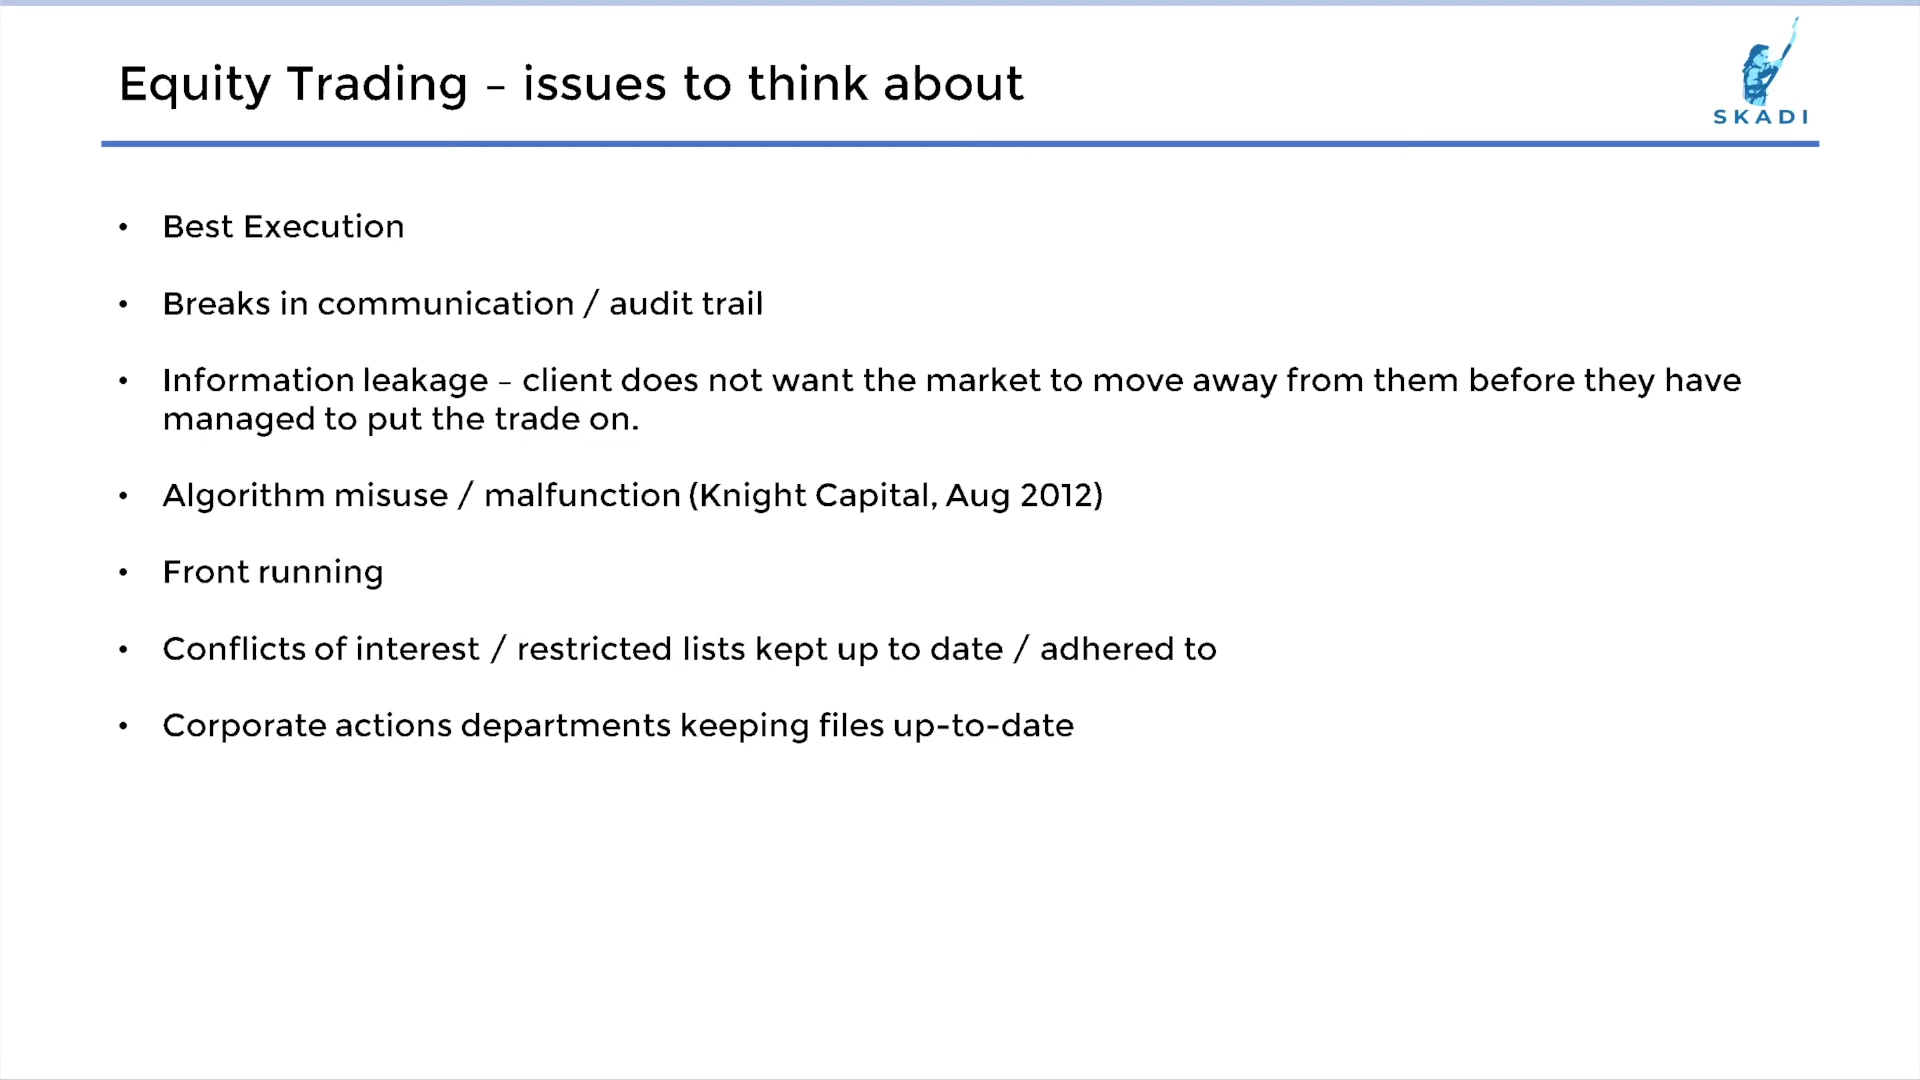 Equity Trading – issues to think about
SKADI
• Best Execution
• Breaks in communication / audit trail
• Information leakage – client does not want the market to move away from them before they have
managed to put the trade on.
• Algorithm misuse / malfunction (Knight Capital, Aug 2012)
• Front running
• Conflicts of interest / restricted lists kept up to date / adhered to
• Corporate actions departments keeping files up-to-date